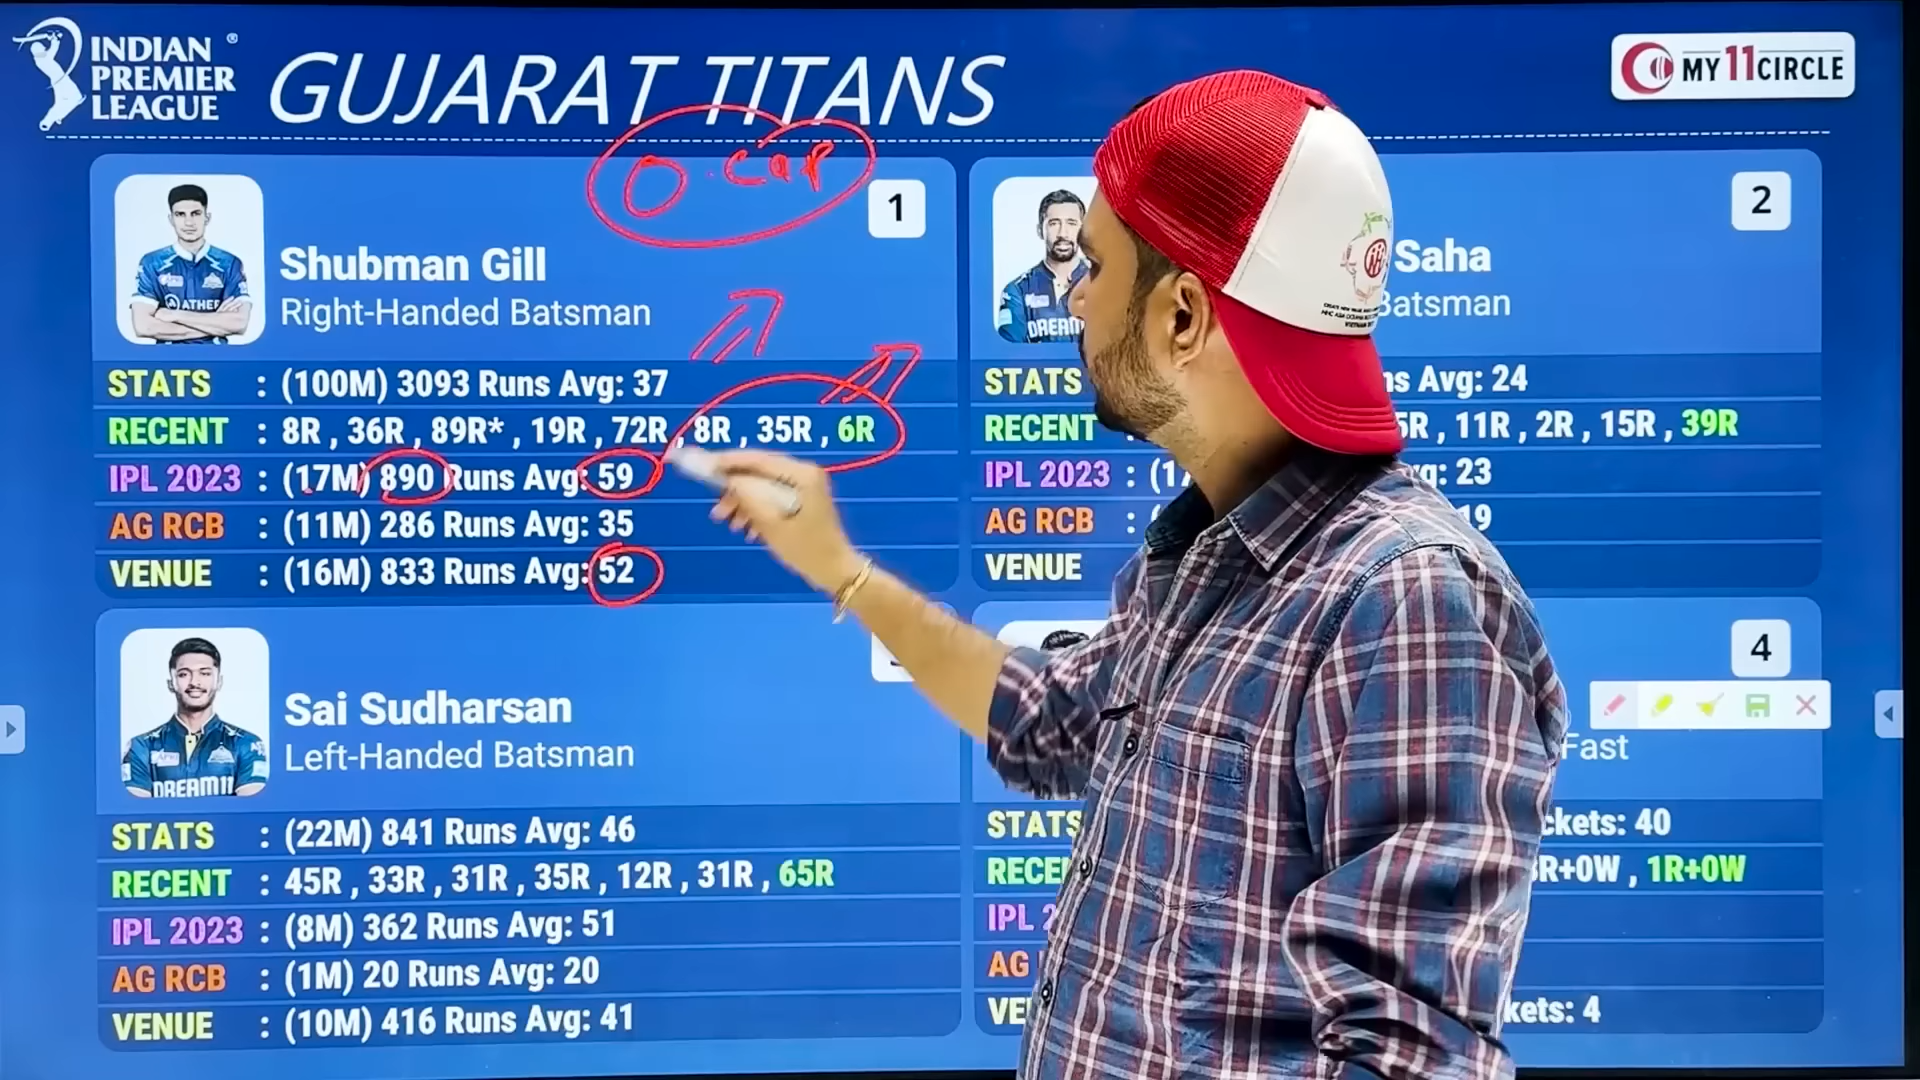 INDIAN
PREMIER
LEAGUE
®
GUJARAT TITANS
MY11CIRCLE
O.cap
1
Shubman Gill
Right-Handed Batsman
STATS : (100M) 3093 Runs Avg: 37
RECENT : 8R , 36R , 89R* , 19R , 72R , 8R , 35R , 6R
IPL 2023 : (17M) 890 Runs Avg: 59
AG RCB : (11M) 286 Runs Avg: 35
VENUE : (16M) 833 Runs Avg: 52
ATHER
2
Saha
Batsman
DREAM
STATS Avg: 24
RECENT : 5R , 11R , 2R , 15R , 39R
IPL 2023 : (17 23
AG RCB : 19
VENUE
Sai Sudharsan
Left-Handed Batsman
DREAM11
STATS : (22M) 841 Runs Avg: 46
RECENT : 45R , 33R , 31R , 35R , 12R , 31R , 65R
IPL 2023 : (8M) 362 Runs Avg: 51
AG RCB : (1M) 20 Runs Avg: 20
VENUE : (10M) 416 Runs Avg: 41
4
Fast
STATS ckets: 40
RECE R+0W , 1R+0W
IPL 2
AG
VE kets: 4